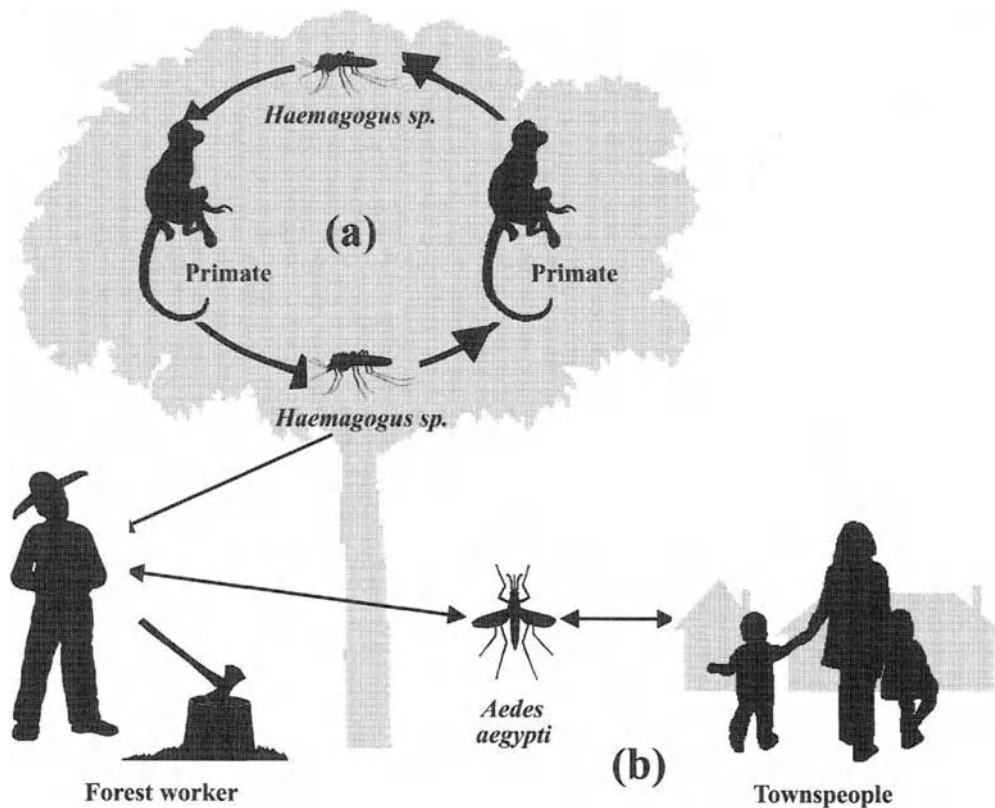 Haemagogus sp.
(a)
Primate
Primate
Haemagogus sp.
Aedes
aegypti
(b)
Forest worker
Townspeople